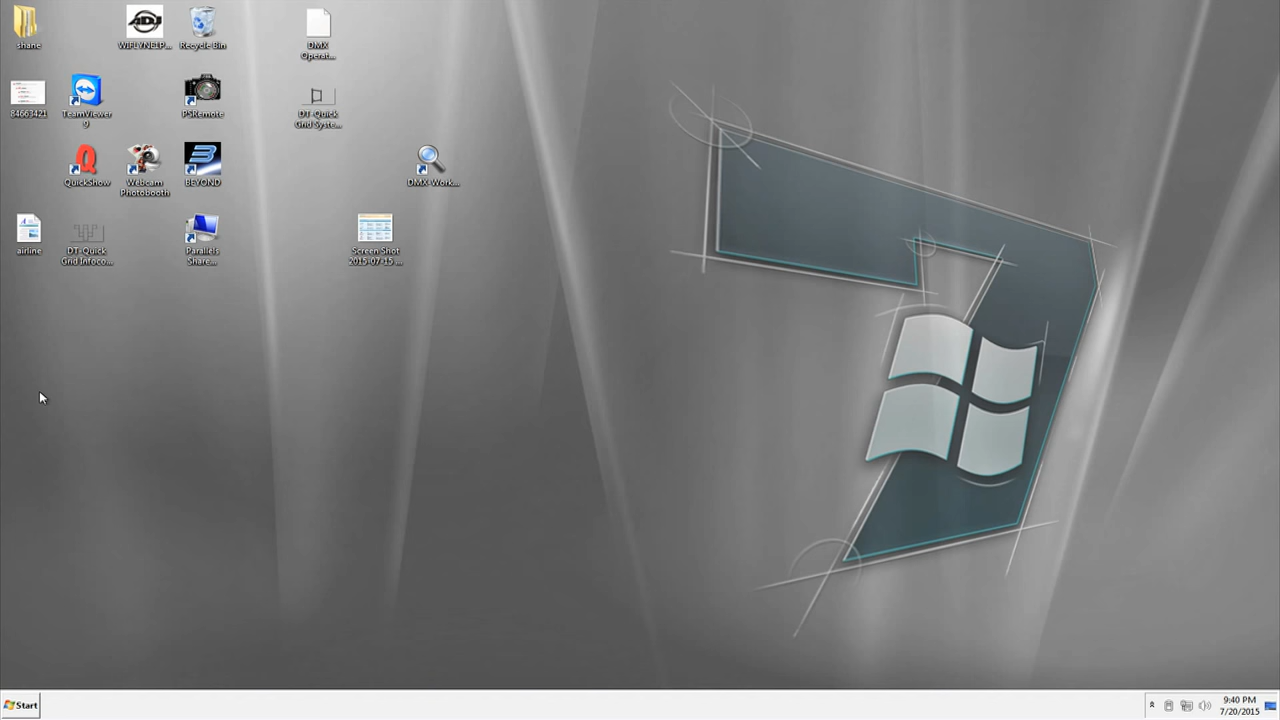 shane
ADJ
WIFLYNE1P...
Recycle Bin
DMX
Operat...
84663421
TeamViewer
9
PSRemote
DT-Quick
Grid Syste...
QuickShow
Webcam
Photobooth
BEYOND
DMX-Work...
airline
DT-Quick
Grid Infoco...
Parallels
Share...
Screen Shot
2015-07-15 ...
Start
9:40 PM
7/20/2015